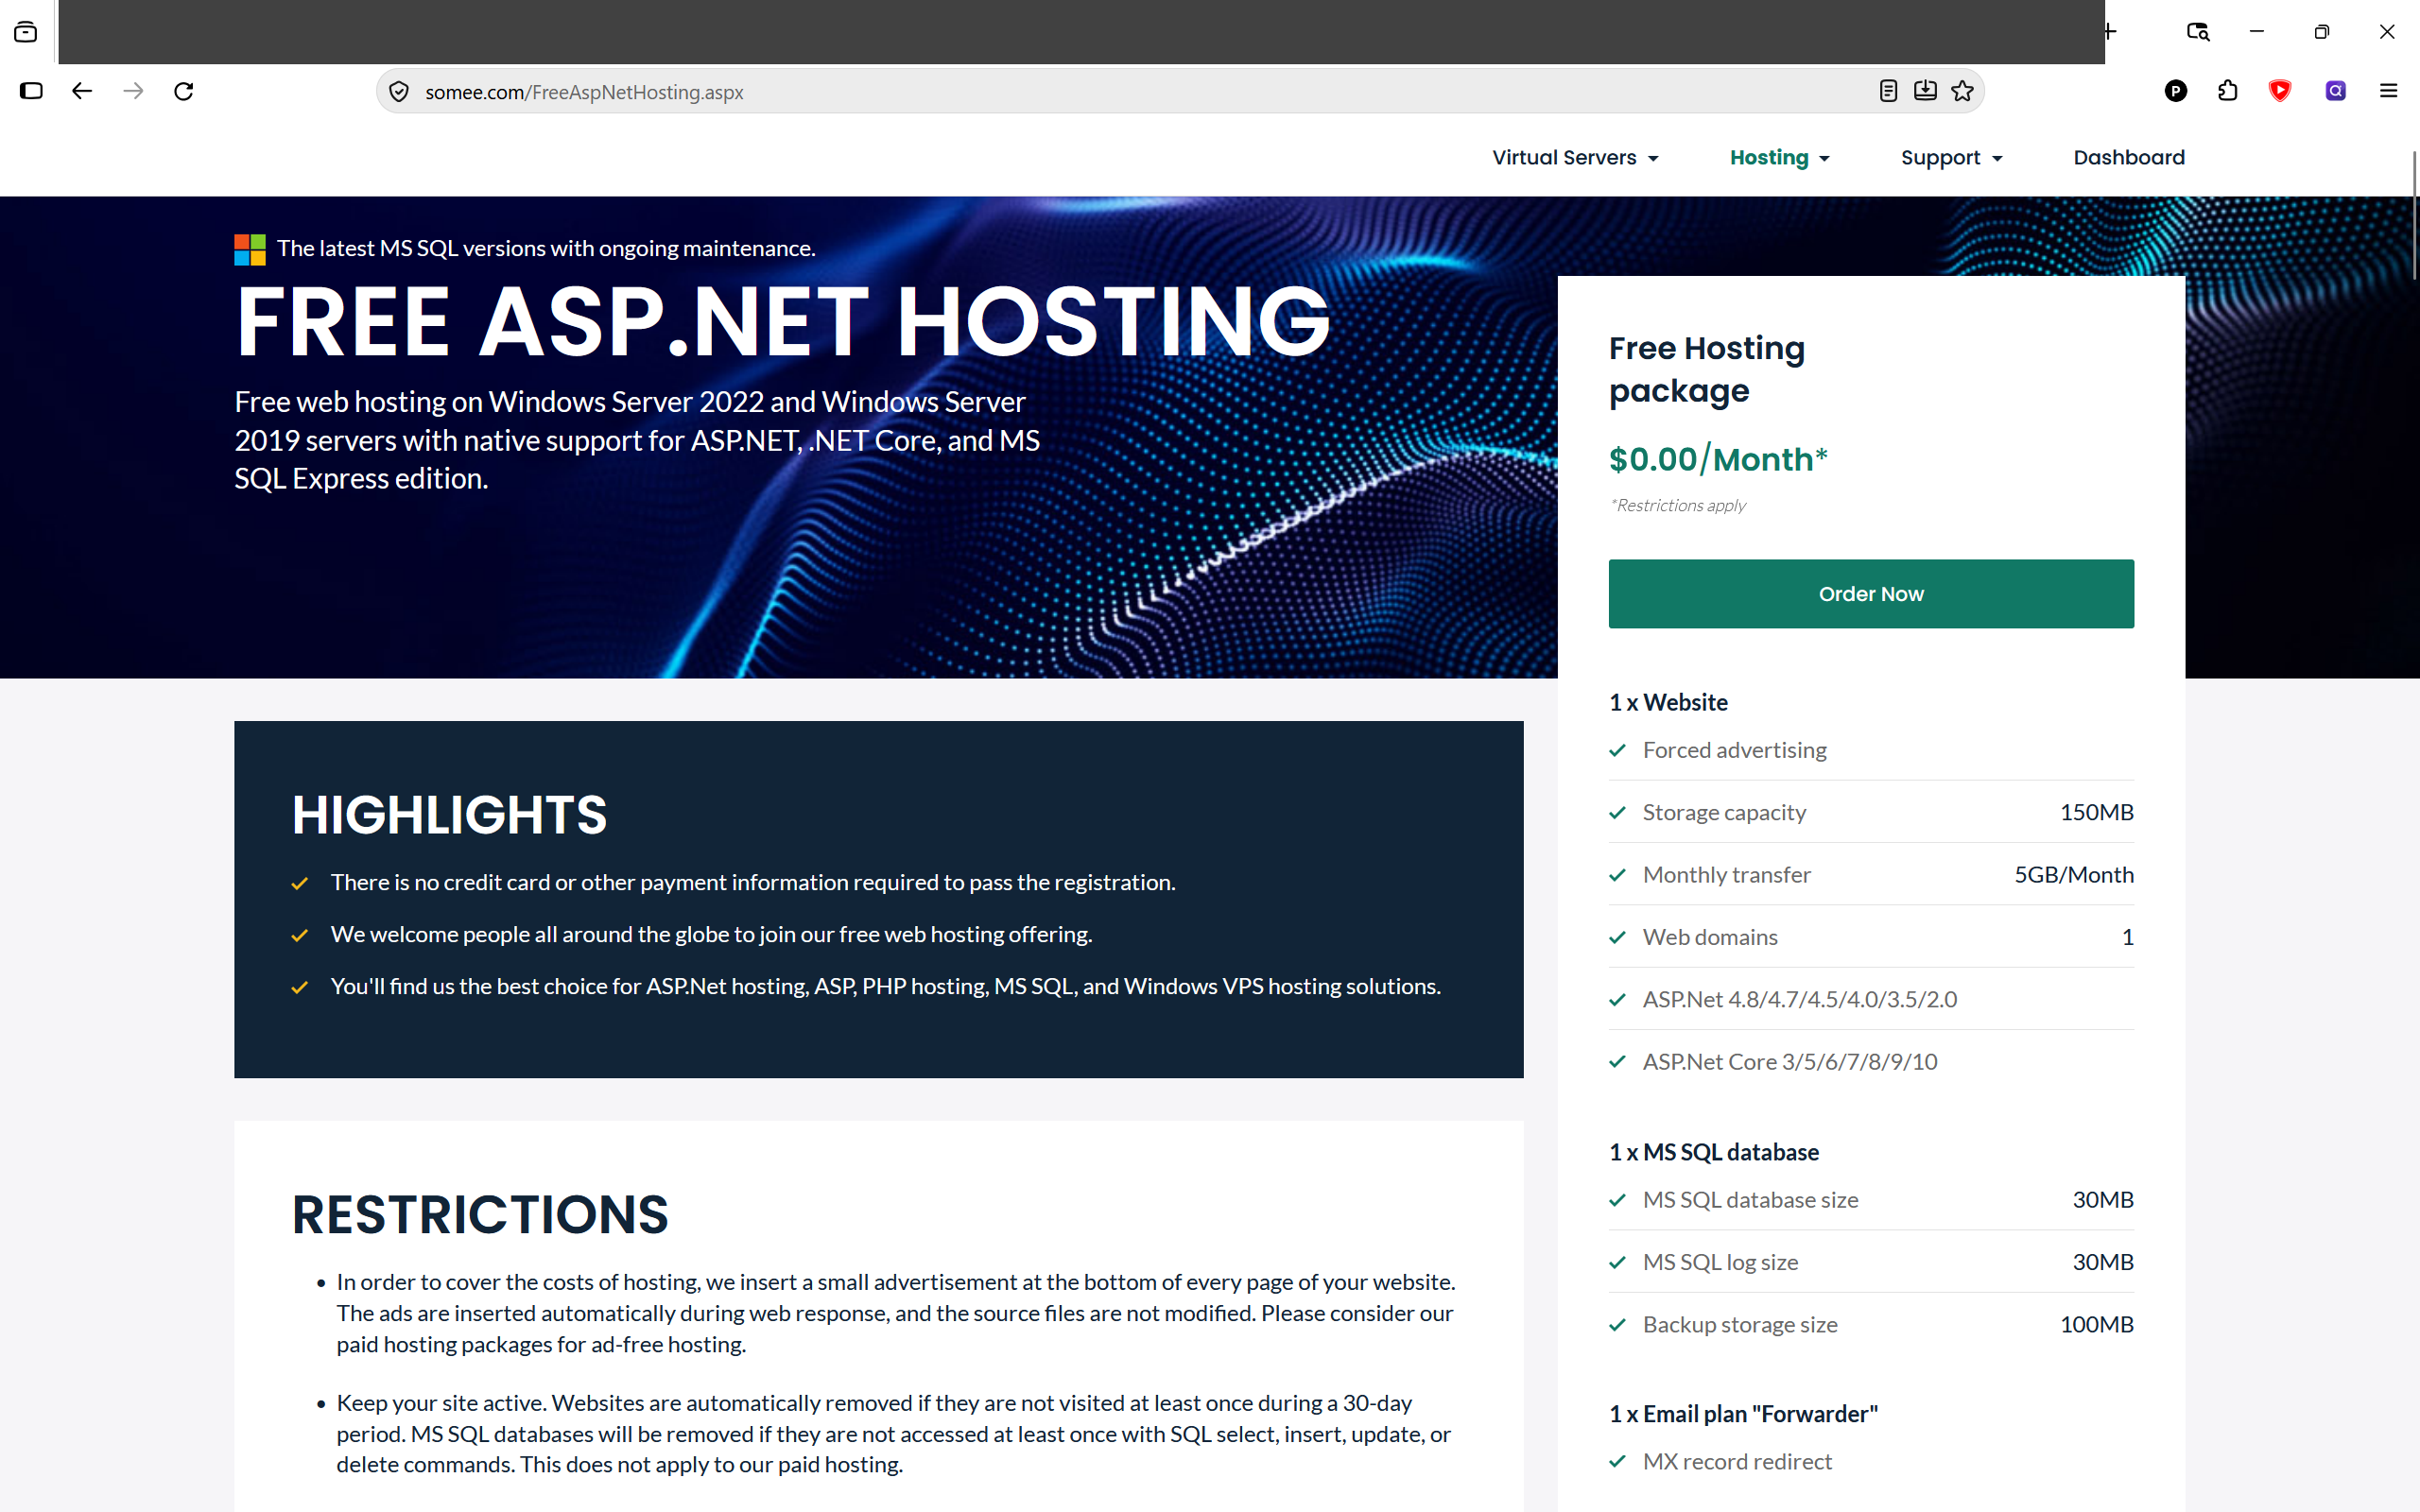 somee.com/FreeAspNetHosting.aspx
P
Virtual Servers
Hosting
Support
Dashboard
The latest MS SQL versions with ongoing maintenance.
FREE ASP.NET HOSTING
Free web hosting on Windows Server 2022 and Windows Server
2019 servers with native support for ASP.NET, .NET Core, and MS
SQL Express edition.
HIGHLIGHTS
There is no credit card or other payment information required to pass the registration.
We welcome people all around the globe to join our free web hosting offering.
You'll find us the best choice for ASP.Net hosting, ASP, PHP hosting, MS SQL, and Windows VPS hosting solutions.
RESTRICTIONS
• In order to cover the costs of hosting, we insert a small advertisement at the bottom of every page of your website.
The ads are inserted automatically during web response, and the source files are not modified. Please consider our
paid hosting packages for ad-free hosting.
• Keep your site active. Websites are automatically removed if they are not visited at least once during a 30-day
period. MS SQL databases will be removed if they are not accessed at least once with SQL select, insert, update, or
delete commands. This does not apply to our paid hosting.
Free Hosting
package
$0.00/Month*
*Restrictions apply
Order Now
1 x Website
Forced advertising
Storage capacity 150MB
Monthly transfer 5GB/Month
Web domains 1
ASP.Net 4.8/4.7/4.5/4.0/3.5/2.0
ASP.Net Core 3/5/6/7/8/9/10
1 x MS SQL database
MS SQL database size 30MB
MS SQL log size 30MB
Backup storage size 100MB
1 x Email plan "Forwarder"
MX record redirect